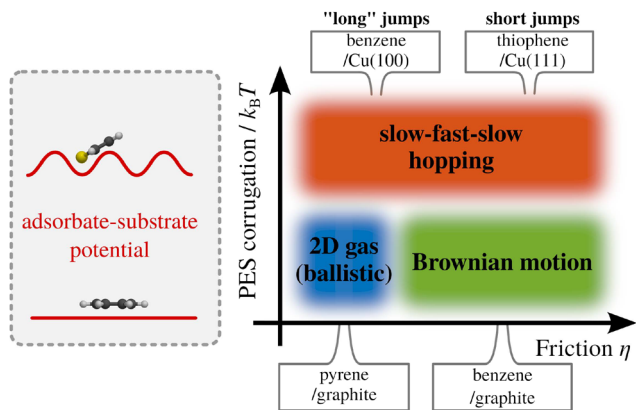 "long" jumps
short jumps
benzene
/Cu(100)
thiophene
/Cu(111)
PES corrugation / k_BT
slow-fast-slow
hopping
adsorbate-substrate
potential
2D gas
(ballistic)
Brownian motion
Friction η
pyrene
/graphite
benzene
/graphite